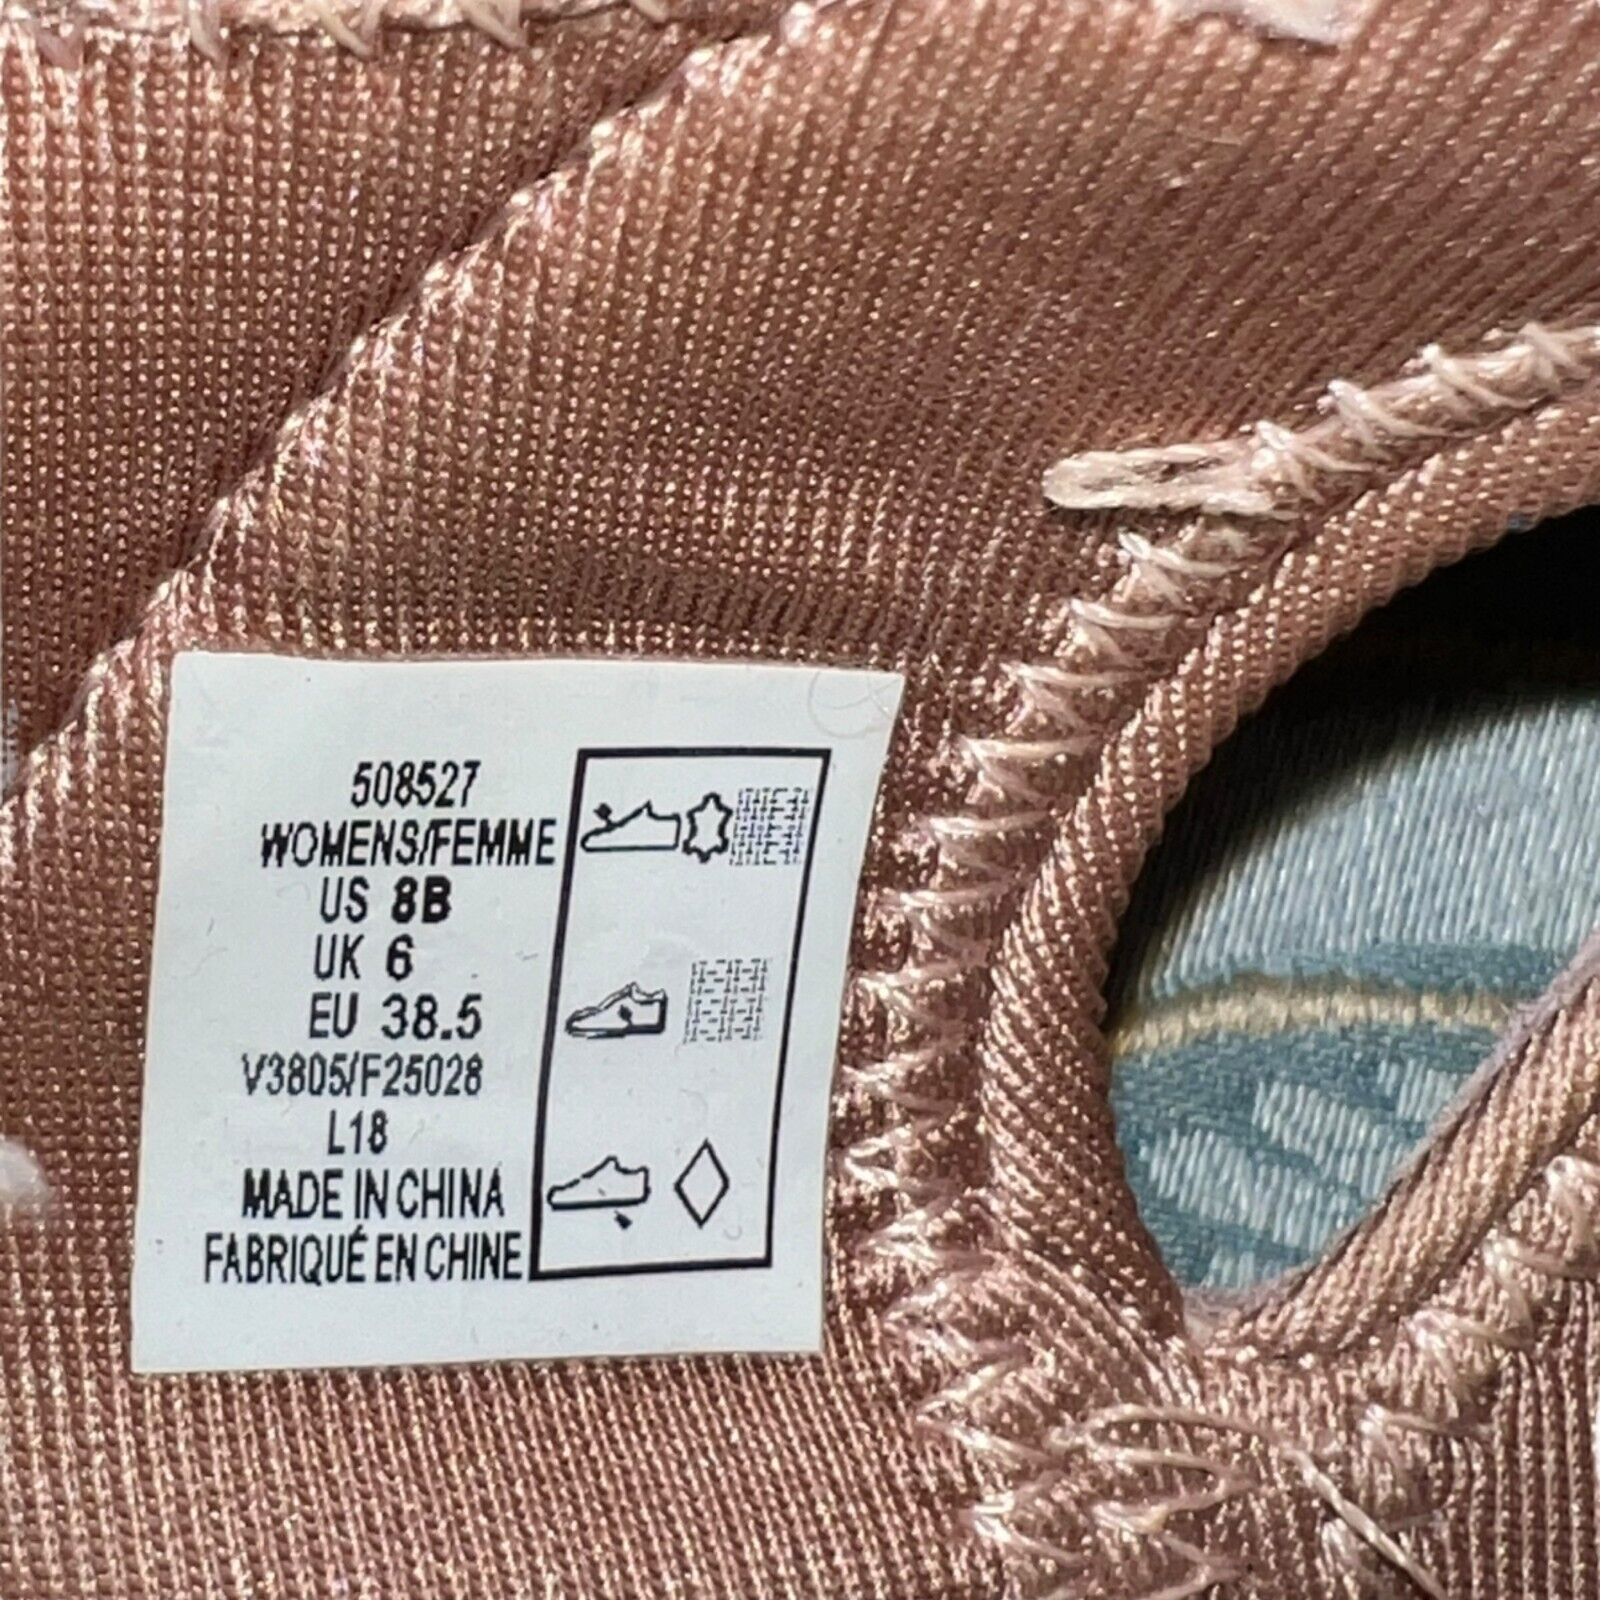 508527
WOMENS/FEMME
US 8B
UK 6
EU 38.5
V3805/F25028
L18
MADE IN CHINA
FABRIQUÉ EN CHINE